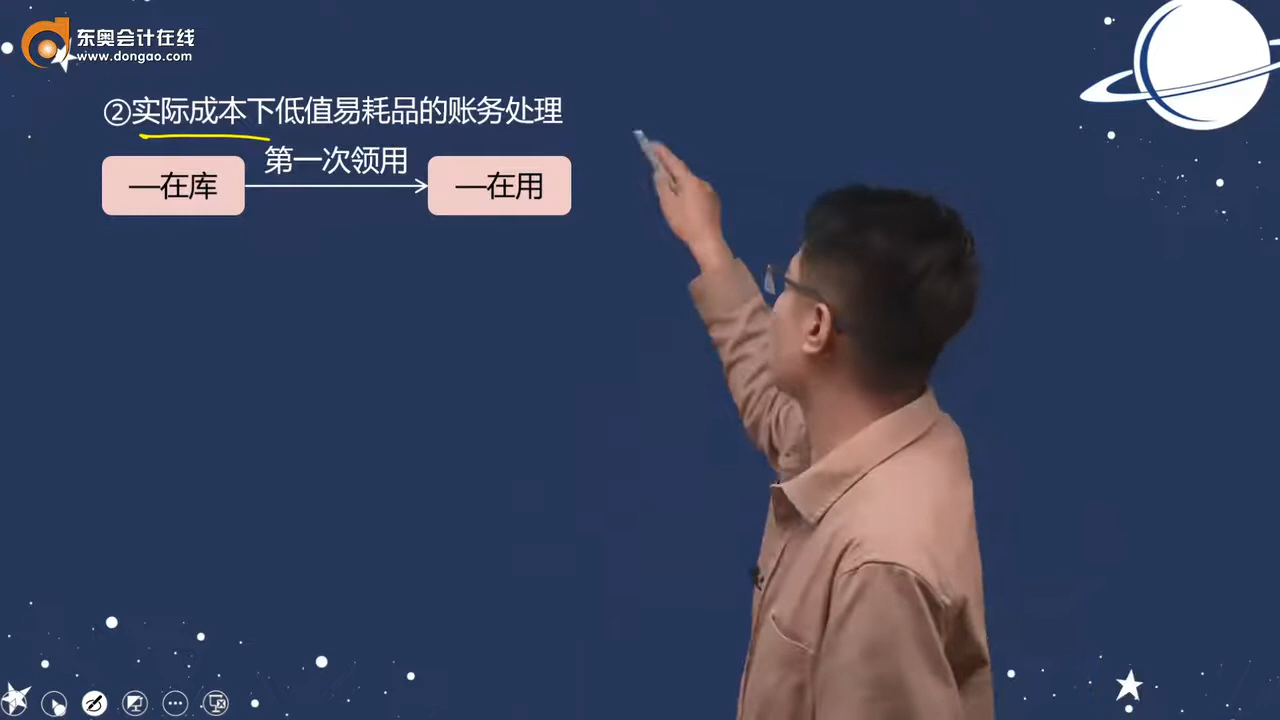 东奥会计在线
www.dongao.com
②实际成本下低值易耗品的账务处理
第一次领用
—在库
—在用